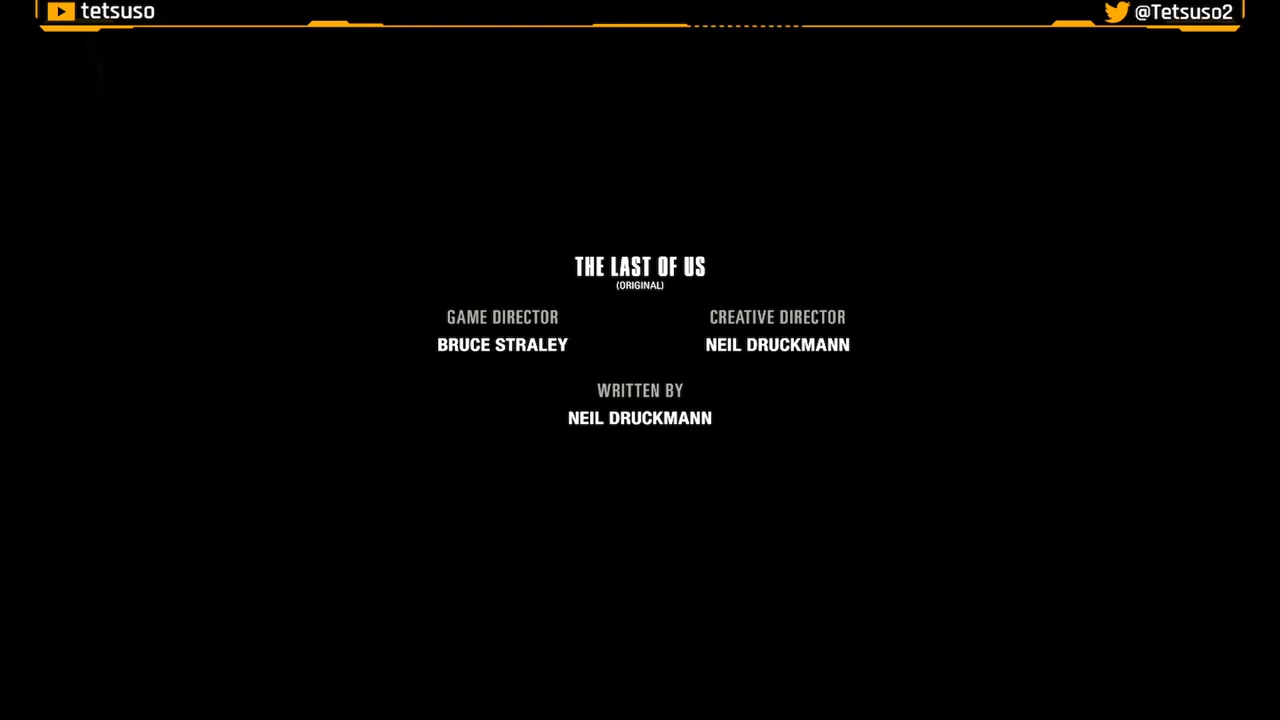 tetsuso
@Tetsuso2
THE LAST OF US
(ORIGINAL)
GAME DIRECTOR
BRUCE STRALEY
CREATIVE DIRECTOR
NEIL DRUCKMANN
WRITTEN BY
NEIL DRUCKMANN